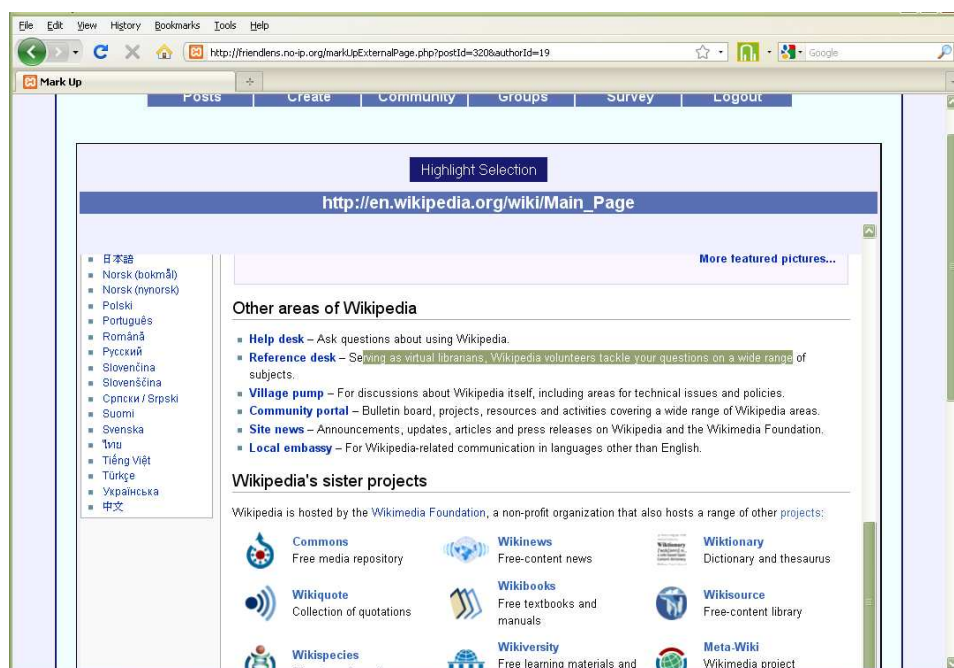 File Edit View History Bookmarks Tools Help
http://friendlens.no-ip.org/markUpExternalPage.php?postId=320&authorId=19
Google
Mark Up
Posts Create Community Groups Survey Logout
Highlight Selection
http://en.wikipedia.org/wiki/Main_Page
日本語
Norsk (bokmål)
Norsk (nynorsk)
Polski
Português
Română
Русский
Slovenčina
Slovenščina
Српски / Srpski
Suomi
Svenska
ไทย
Tiếng Việt
Türkçe
Українська
中文
More featured pictures...
Other areas of Wikipedia
Help desk – Ask questions about using Wikipedia.
Reference desk – Serving as virtual librarians, Wikipedia volunteers tackle your questions on a wide range of
subjects.
Village pump – For discussions about Wikipedia itself, including areas for technical issues and policies.
Community portal – Bulletin board, projects, resources and activities covering a wide range of Wikipedia areas.
Site news – Announcements, updates, articles and press releases on Wikipedia and the Wikimedia Foundation.
Local embassy – For Wikipedia-related communication in languages other than English.
Wikipedia's sister projects
Wikipedia is hosted by the Wikimedia Foundation, a non-profit organization that also hosts a range of other projects:
Commons
Free media repository
Wikinews
Free-content news
Wiktionary
Dictionary and thesaurus
Wikiquote
Collection of quotations
Wikibooks
Free textbooks and
manuals
Wikisource
Free-content library
Wikispecies
Wikiversity
Free learning materials and
Meta-Wiki
Wikimedia project